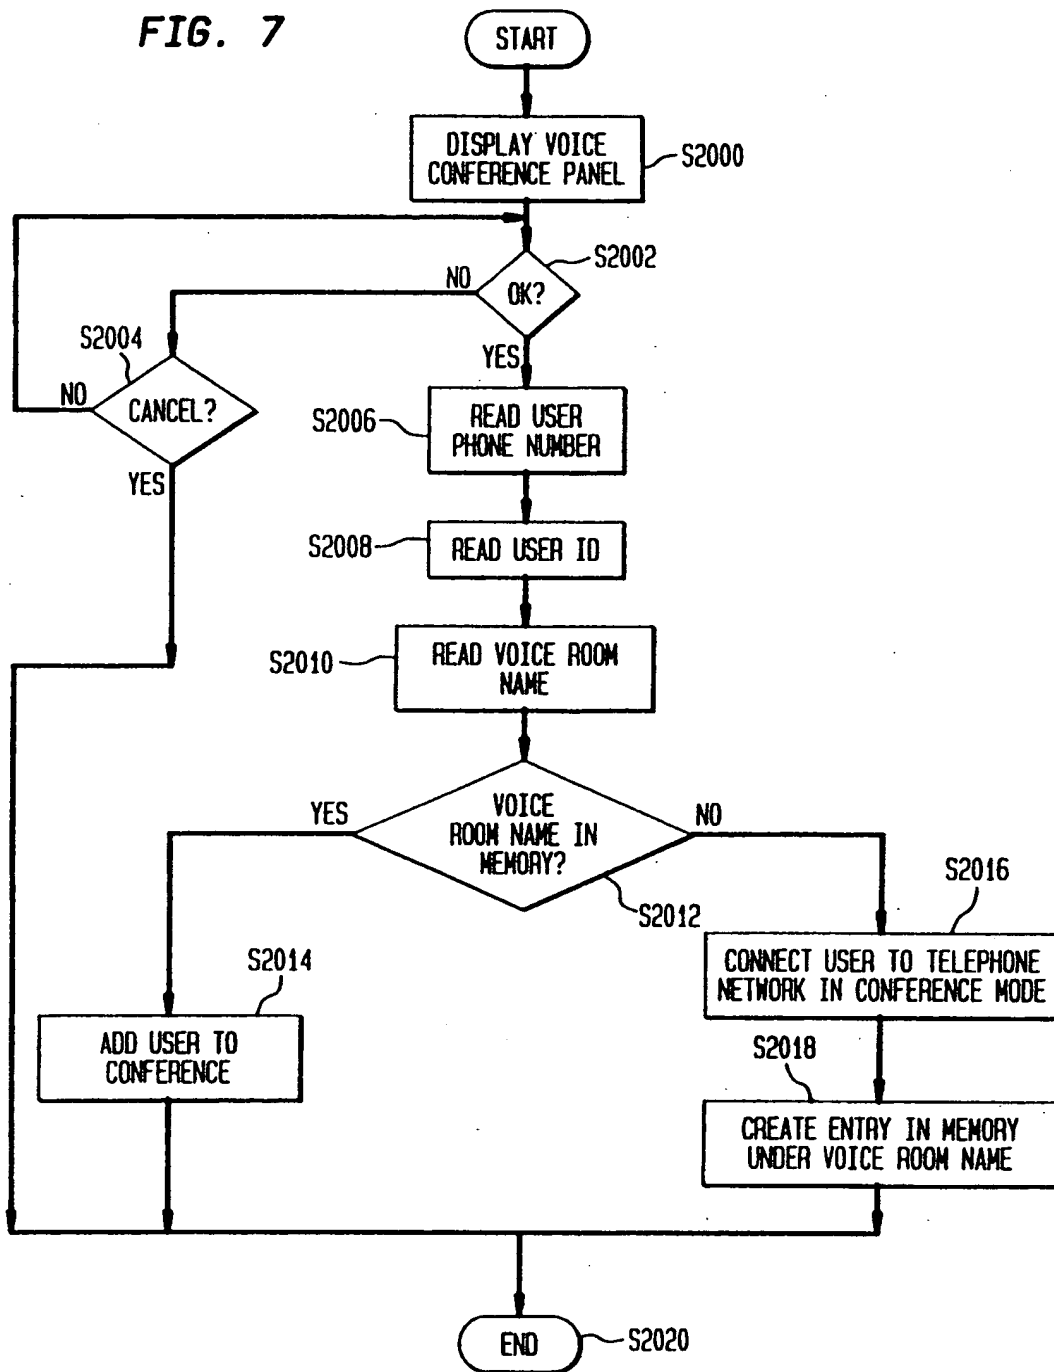 FIG. 7
START
DISPLAY VOICE
CONFERENCE PANEL
S2000
S2002
NO
OK?
S2004
YES
NO
CANCEL?
S2006
READ USER
PHONE NUMBER
YES
S2008
READ USER ID
S2010
READ VOICE ROOM
NAME
YES
VOICE
ROOM NAME IN
MEMORY?
NO
S2012
S2016
S2014
CONNECT USER TO TELEPHONE
NETWORK IN CONFERENCE MODE
ADD USER TO
CONFERENCE
S2018
CREATE ENTRY IN MEMORY
UNDER VOICE ROOM NAME
END
S2020